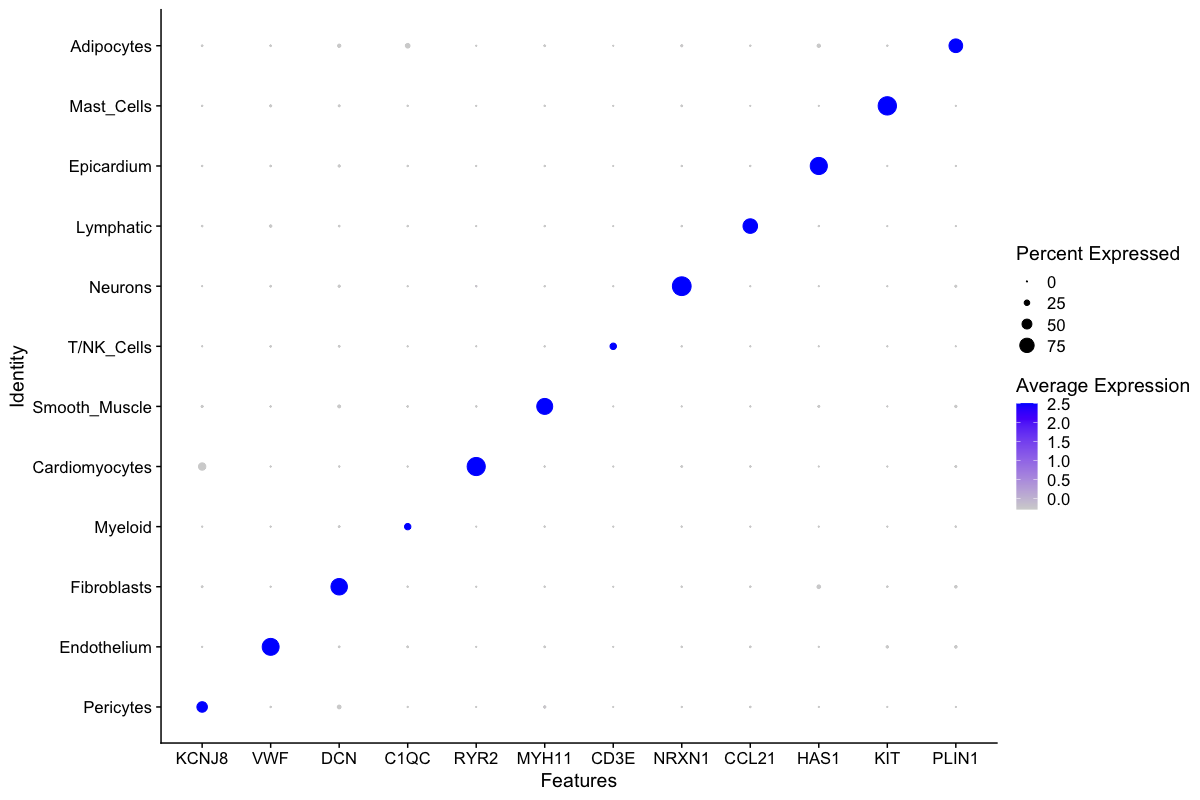 Identity
Adipocytes
Mast_Cells
Epicardium
Lymphatic
Neurons
T/NK_Cells
Smooth_Muscle
Cardiomyocytes
Myeloid
Fibroblasts
Endothelium
Pericytes
KCNJ8 VWF DCN C1QC RYR2 MYH11 CD3E NRXN1 CCL21 HAS1 KIT PLIN1
Features
Percent Expressed
0
25
50
75
Average Expression
2.5
2.0
1.5
1.0
0.5
0.0